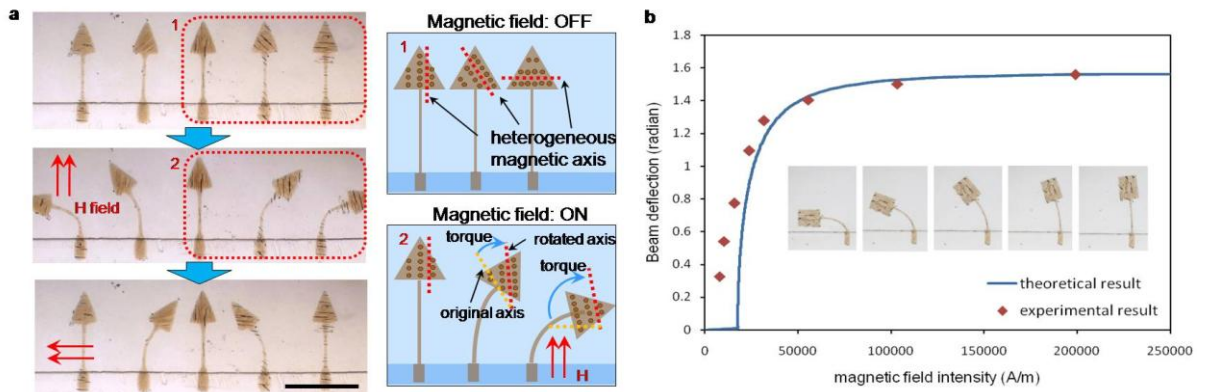 a
1
2
H field
Magnetic field: OFF
1
heterogeneous
magnetic axis
Magnetic field: ON
2
torque
rotated axis
torque
original axis
H
b
Beam deflection (radian)
1.8
1.6
1.4
1.2
1
0.8
0.6
0.4
0.2
0
0
50000
100000
150000
200000
250000
theoretical result
experimental result
magnetic field intensity (A/m)